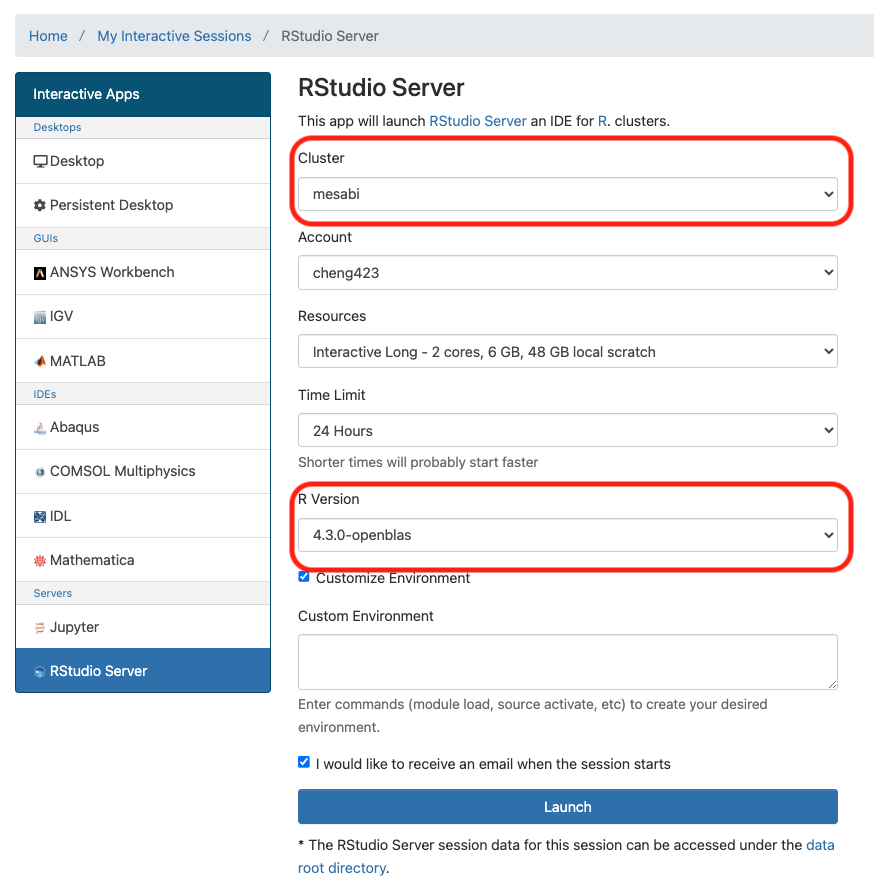 Home / My Interactive Sessions / RStudio Server
Interactive Apps
Desktops
Desktop
Persistent Desktop
GUIs
ANSYS Workbench
IGV
MATLAB
IDEs
Abaqus
COMSOL Multiphysics
IDL
Mathematica
Servers
Jupyter
RStudio Server
RStudio Server
This app will launch RStudio Server an IDE for R. clusters.
Cluster
mesabi
Account
cheng423
Resources
Interactive Long - 2 cores, 6 GB, 48 GB local scratch
Time Limit
24 Hours
Shorter times will probably start faster
R Version
4.3.0-openblas
Customize Environment
Custom Environment
Enter commands (module load, source activate, etc) to create your desired
environment.
I would like to receive an email when the session starts
Launch
* The RStudio Server session data for this session can be accessed under the data
root directory.